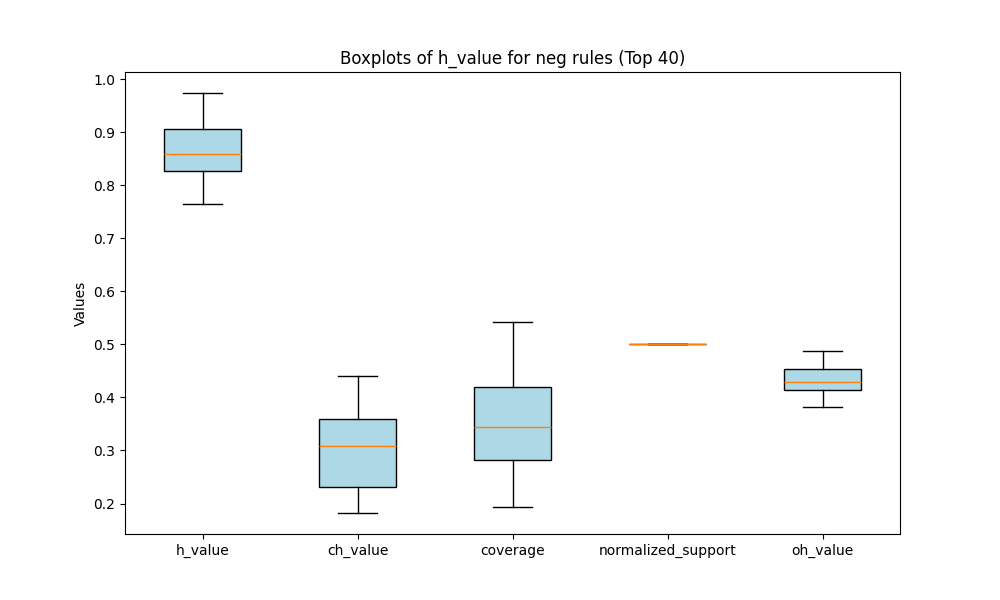 Boxplots of h_value for neg rules (Top 40)
Values
1.0
0.9
0.8
0.7
0.6
0.5
0.4
0.3
0.2
h_value
ch_value
coverage
normalized_support
oh_value